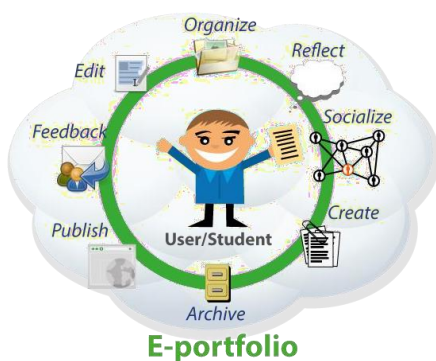 Organize
Reflect
Edit
Socialize
Feedback
Create
Publish
User/Student
Archive
E-portfolio